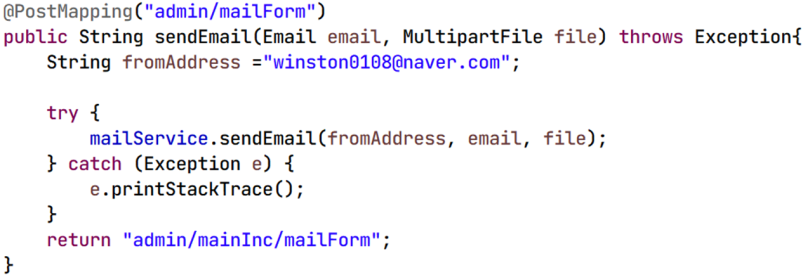 @PostMapping("admin/mailForm")
public String sendEmail(Email email, MultipartFile file) throws Exception{
    String fromAddress ="winston0108@naver.com";

    try {
        mailService.sendEmail(fromAddress, email, file);
    } catch (Exception e) {
        e.printStackTrace();
    }
    return "admin/mainInc/mailForm";
}